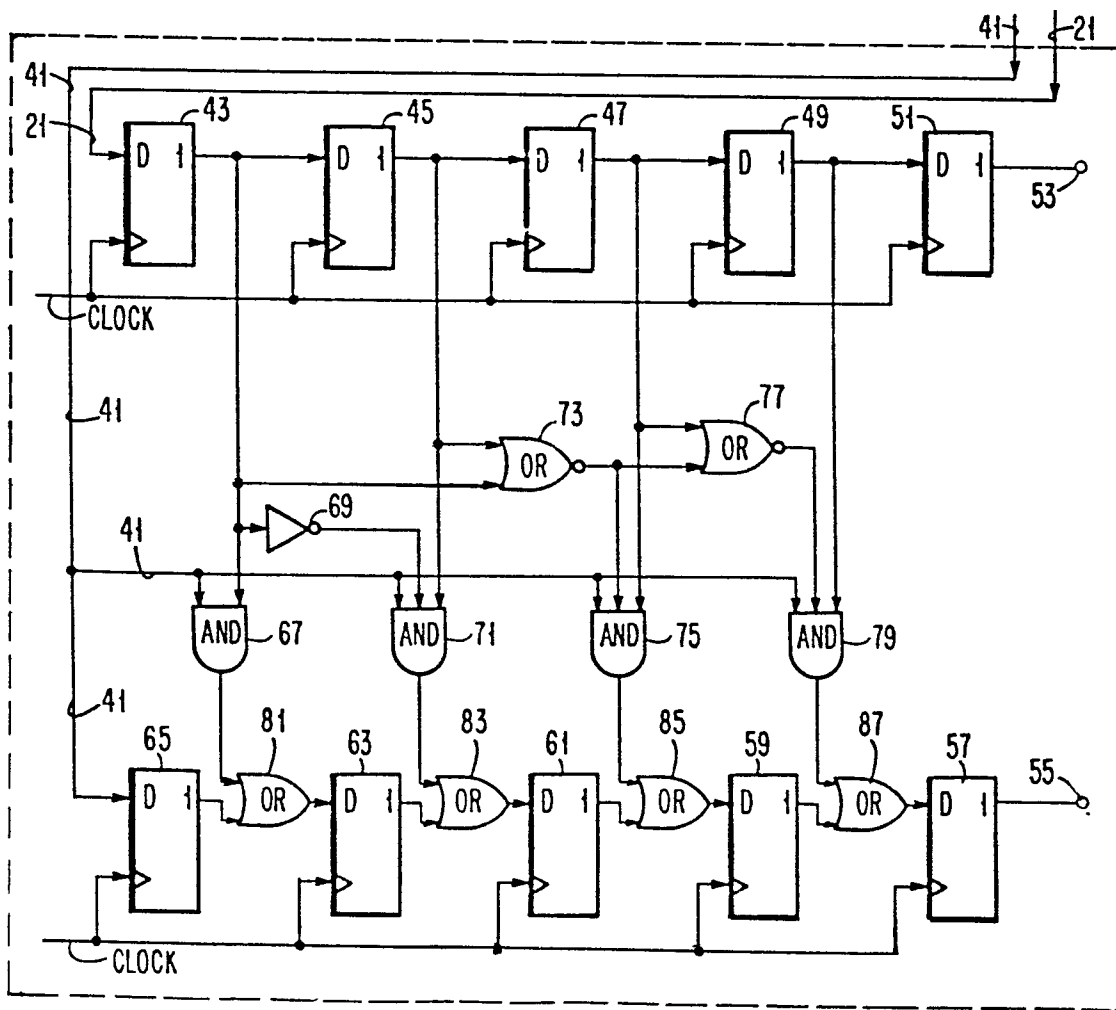 41 21
41
21
43 45 47 49 51
D 1 D 1 D 1 D 1 D 1
53
CLOCK
41
73 77
OR OR
69
41
AND 67 AND 71 AND 75 AND 79
41
65 81 63 83 61 85 59 87 57 55
D 1 OR D 1 OR D 1 OR D 1 OR D 1
CLOCK